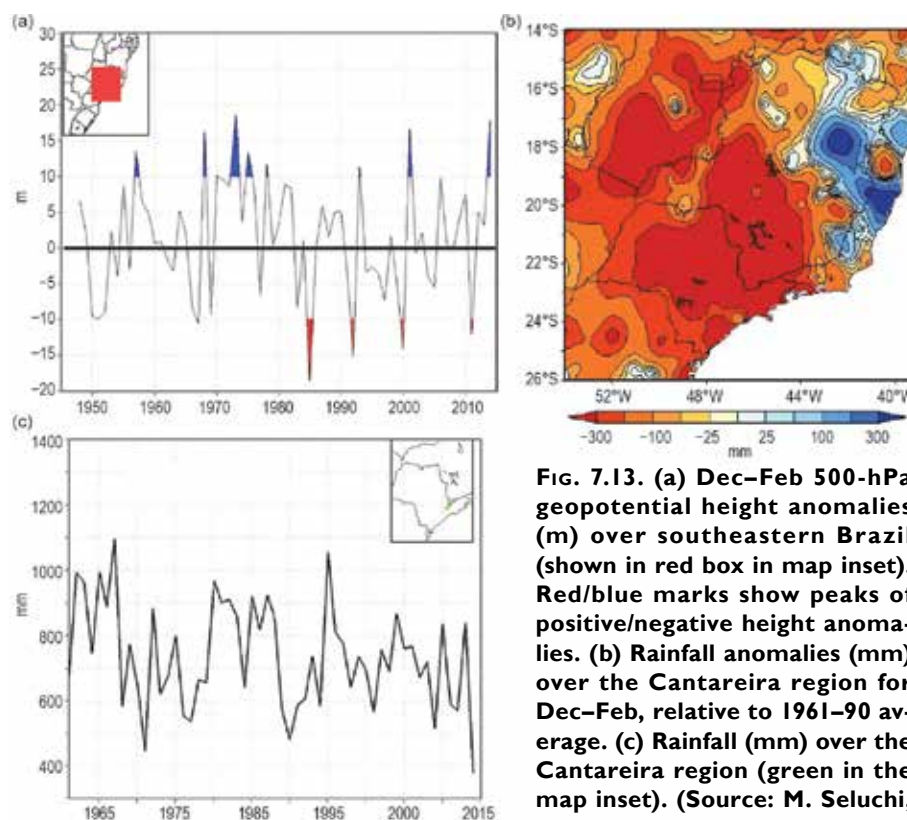 (a)
30
25
20
15
10
5
0
−5
−10
−15
−20
m
1950 1960 1970 1980 1990 2000 2010
(b)
14°S
16°S
18°S
20°S
22°S
24°S
26°S
52°W 48°W 44°W 40°W
−300 −100 −25 25 100 300
mm
(c)
1400
1200
1000
800
600
400
mm
1965 1975 1985 1995 2005 2015
FIG. 7.13. (a) Dec–Feb 500-hPa
geopotential height anomalies
(m) over southeastern Brazil
(shown in red box in map inset).
Red/blue marks show peaks of
positive/negative height anoma-
lies. (b) Rainfall anomalies (mm)
over the Cantareira region for
Dec–Feb, relative to 1961–90 av-
erage. (c) Rainfall (mm) over the
Cantareira region (green in the
map inset). (Source: M. Seluchi,